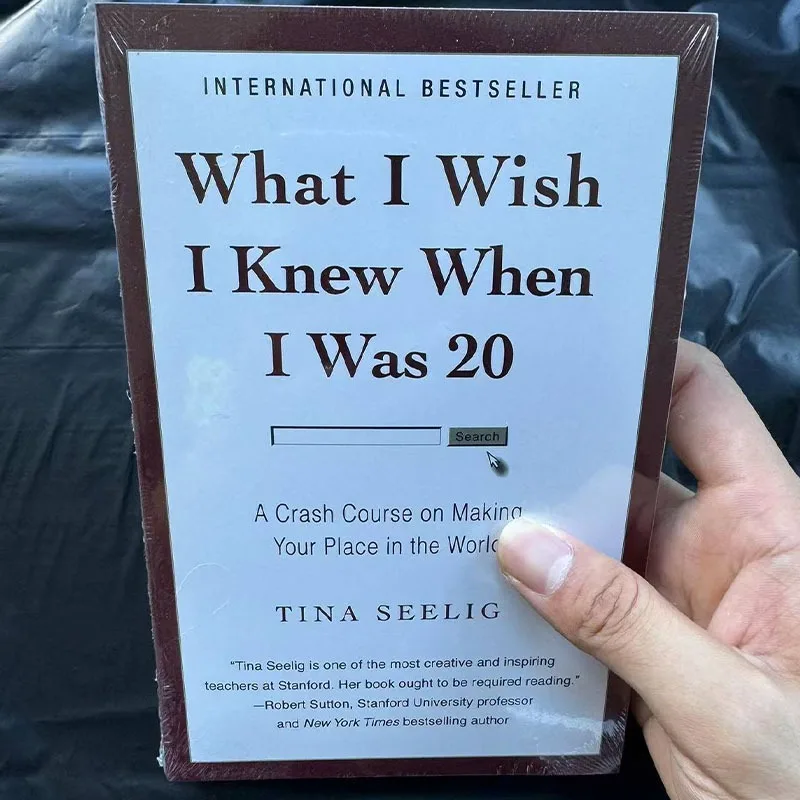 INTERNATIONAL BESTSELLER
What I Wish
I Knew When
I Was 20
Search
A Crash Course on Making
Your Place in the World
TINA SEELIG
"Tina Seelig is one of the most creative and inspiring
teachers at Stanford. Her book ought to be required reading."
—Robert Sutton, Stanford University professor
and New York Times bestselling author